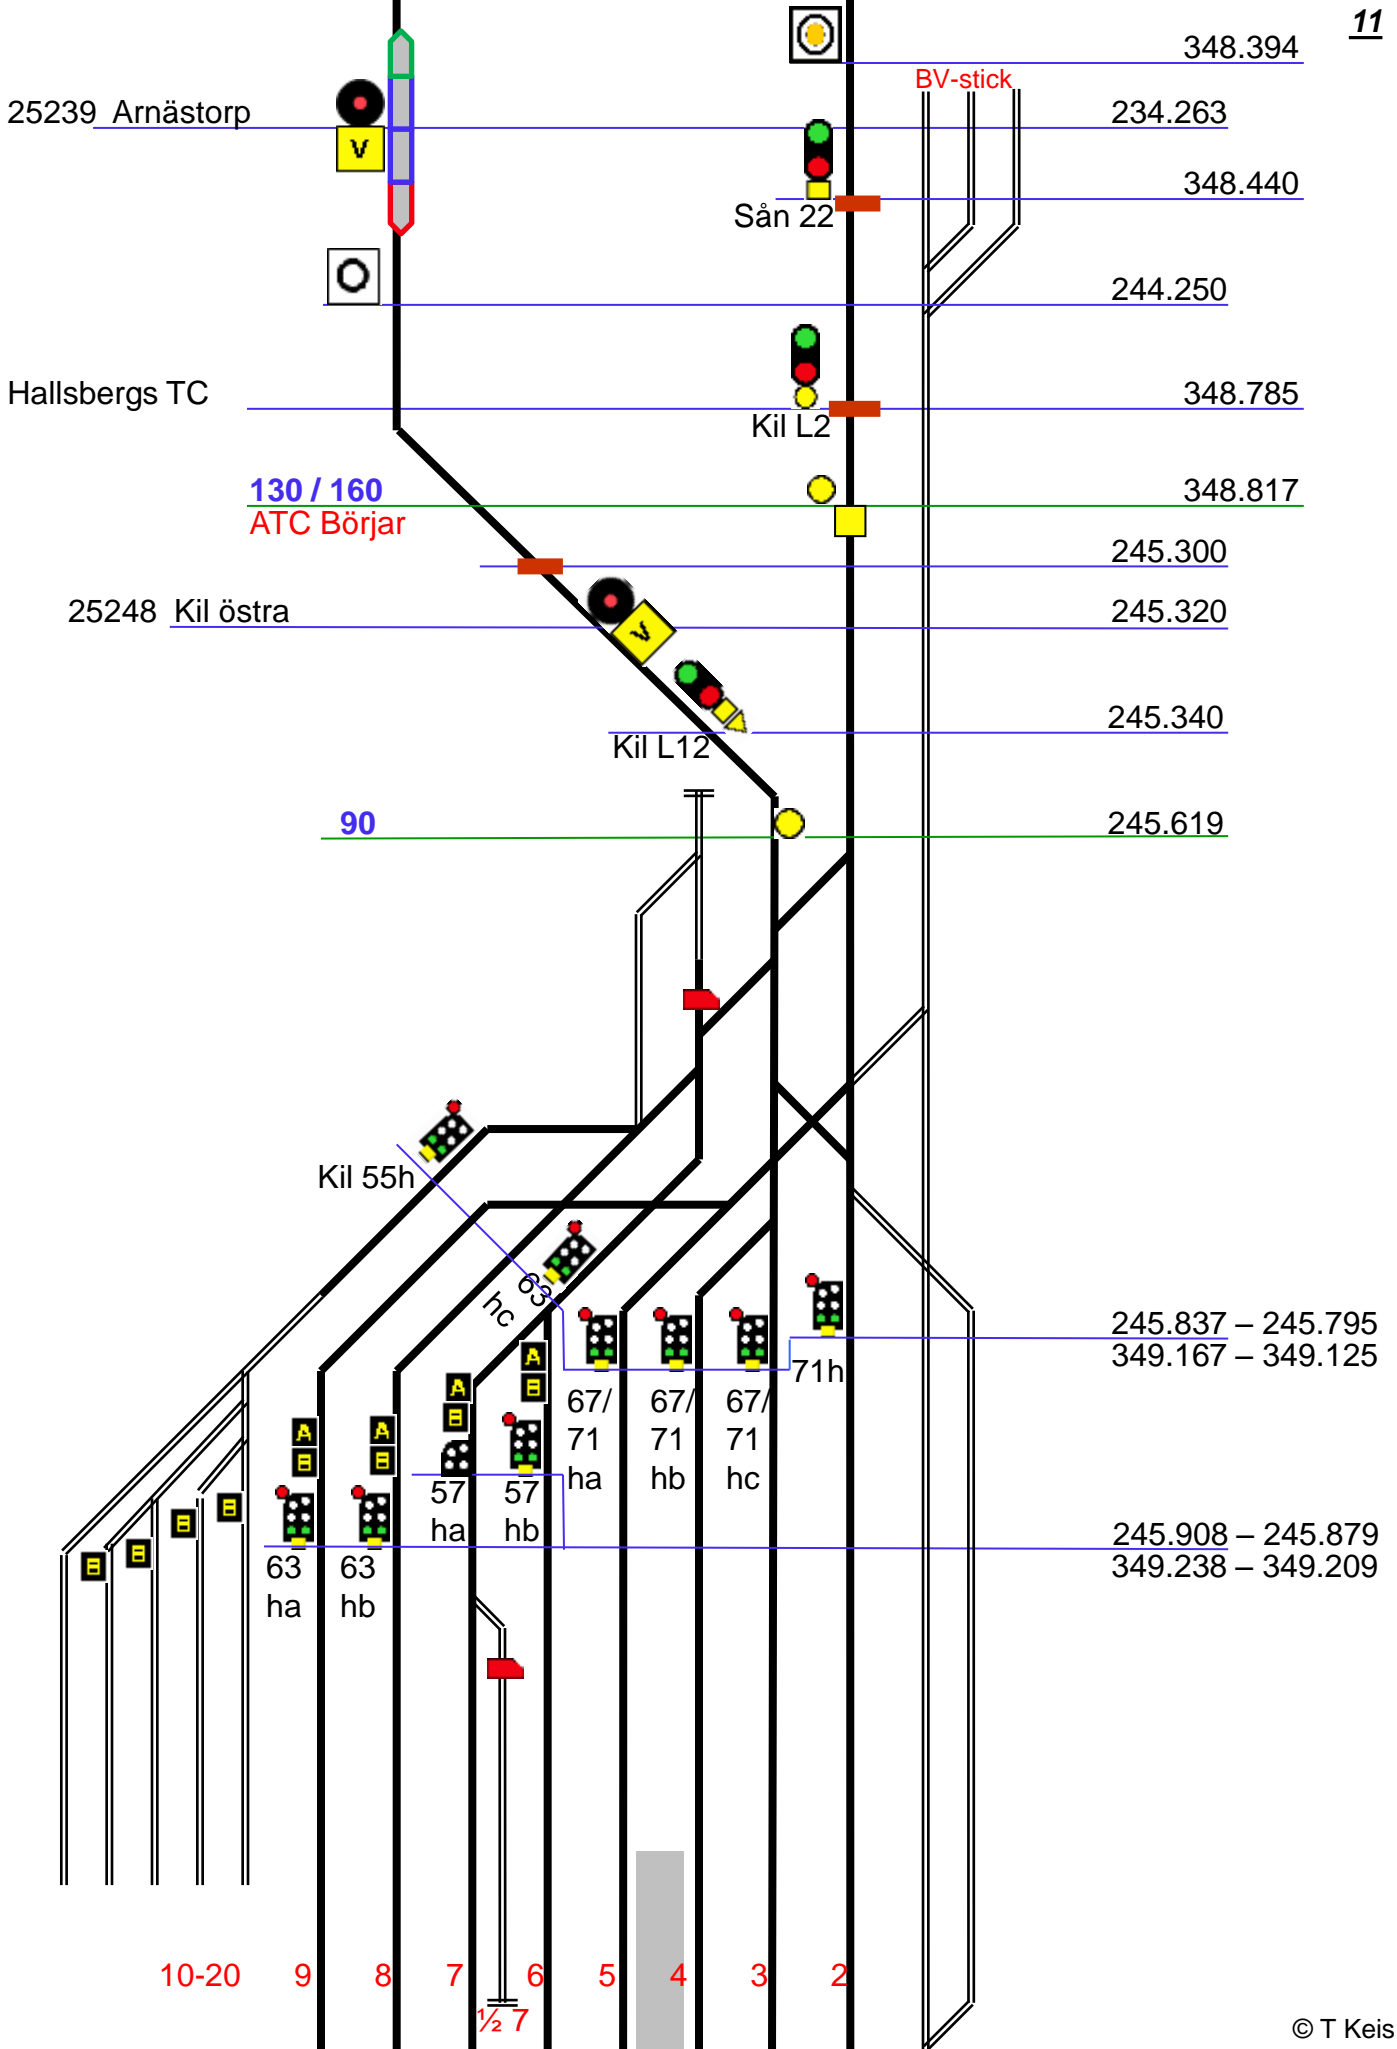 11
348.394
BV-stick
25239 Arnästorp
234.263
V
348.440
Sån 22
244.250
Hallsbergs TC
348.785
Kil L2
130 / 160
348.817
ATC Börjar
245.300
25248 Kil östra
245.320
V
245.340
Kil L12
90
245.619
Kil 55h
63
hc
245.837 – 245.795
349.167 – 349.125
71h
A
B
A
B
67/
71
ha
67/
71
hb
67/
71
hc
A
B
A
B
57
ha
57
hb
B
B
B
B
245.908 – 245.879
349.238 – 349.209
63
ha
63
hb
10-20 9 8 7 6 5 4 3 2
½ 7
© T Keis